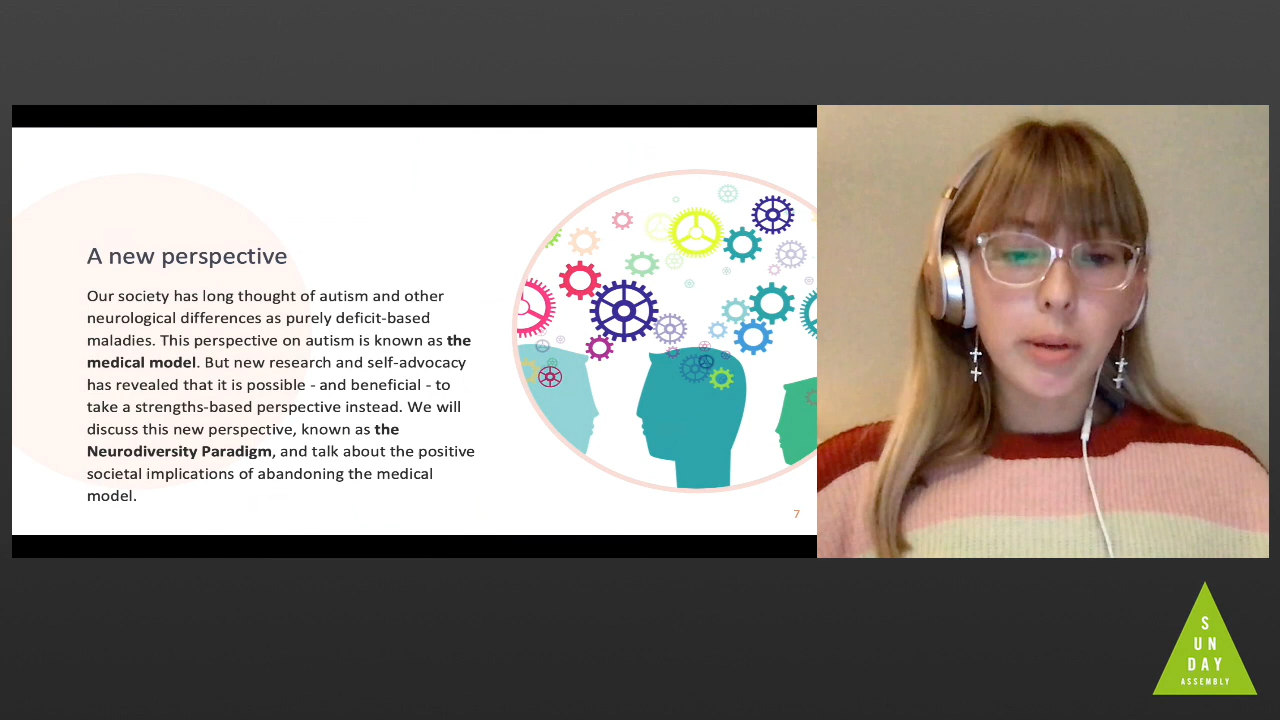 A new perspective
Our society has long thought of autism and other
neurological differences as purely deficit-based
maladies. This perspective on autism is known as the
medical model. But new research and self-advocacy
has revealed that it is possible - and beneficial - to
take a strengths-based perspective instead. We will
discuss this new perspective, known as the
Neurodiversity Paradigm, and talk about the positive
societal implications of abandoning the medical
model.
7
S
UN
DAY
ASSEMBLY